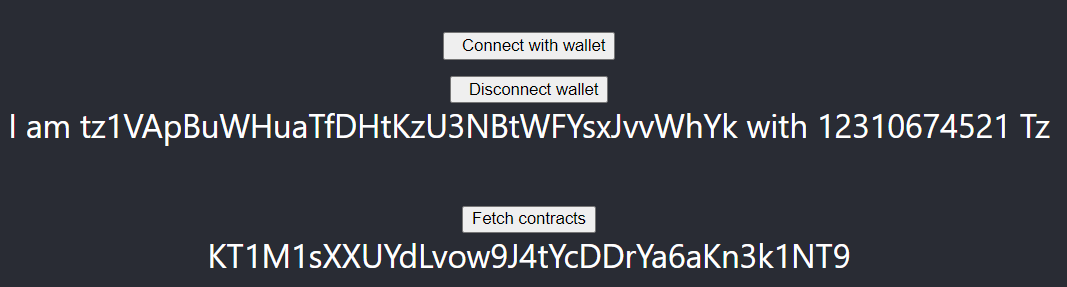 Connect with wallet
Disconnect wallet
I am tz1VApBuWHuaTfDHtKzU3NBtWFYsxJvvWhYk with 12310674521 Tz
Fetch contracts
KT1M1sXXUYdLvow9J4tYcDDrYa6aKn3k1NT9